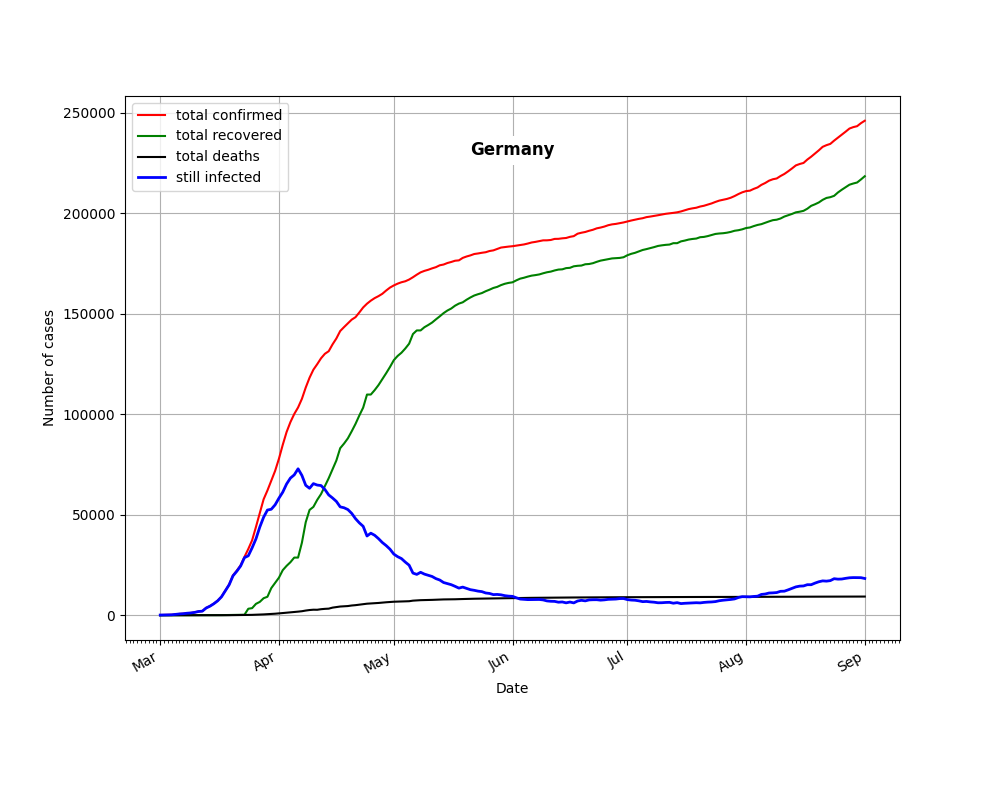 Germany
total confirmed
total recovered
total deaths
still infected
250000
200000
150000
100000
50000
0
Number of cases
Mar
Apr
May
Jun
Jul
Aug
Sep
Date